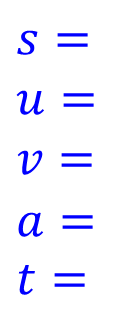 s =
u =
v =
a =
t =